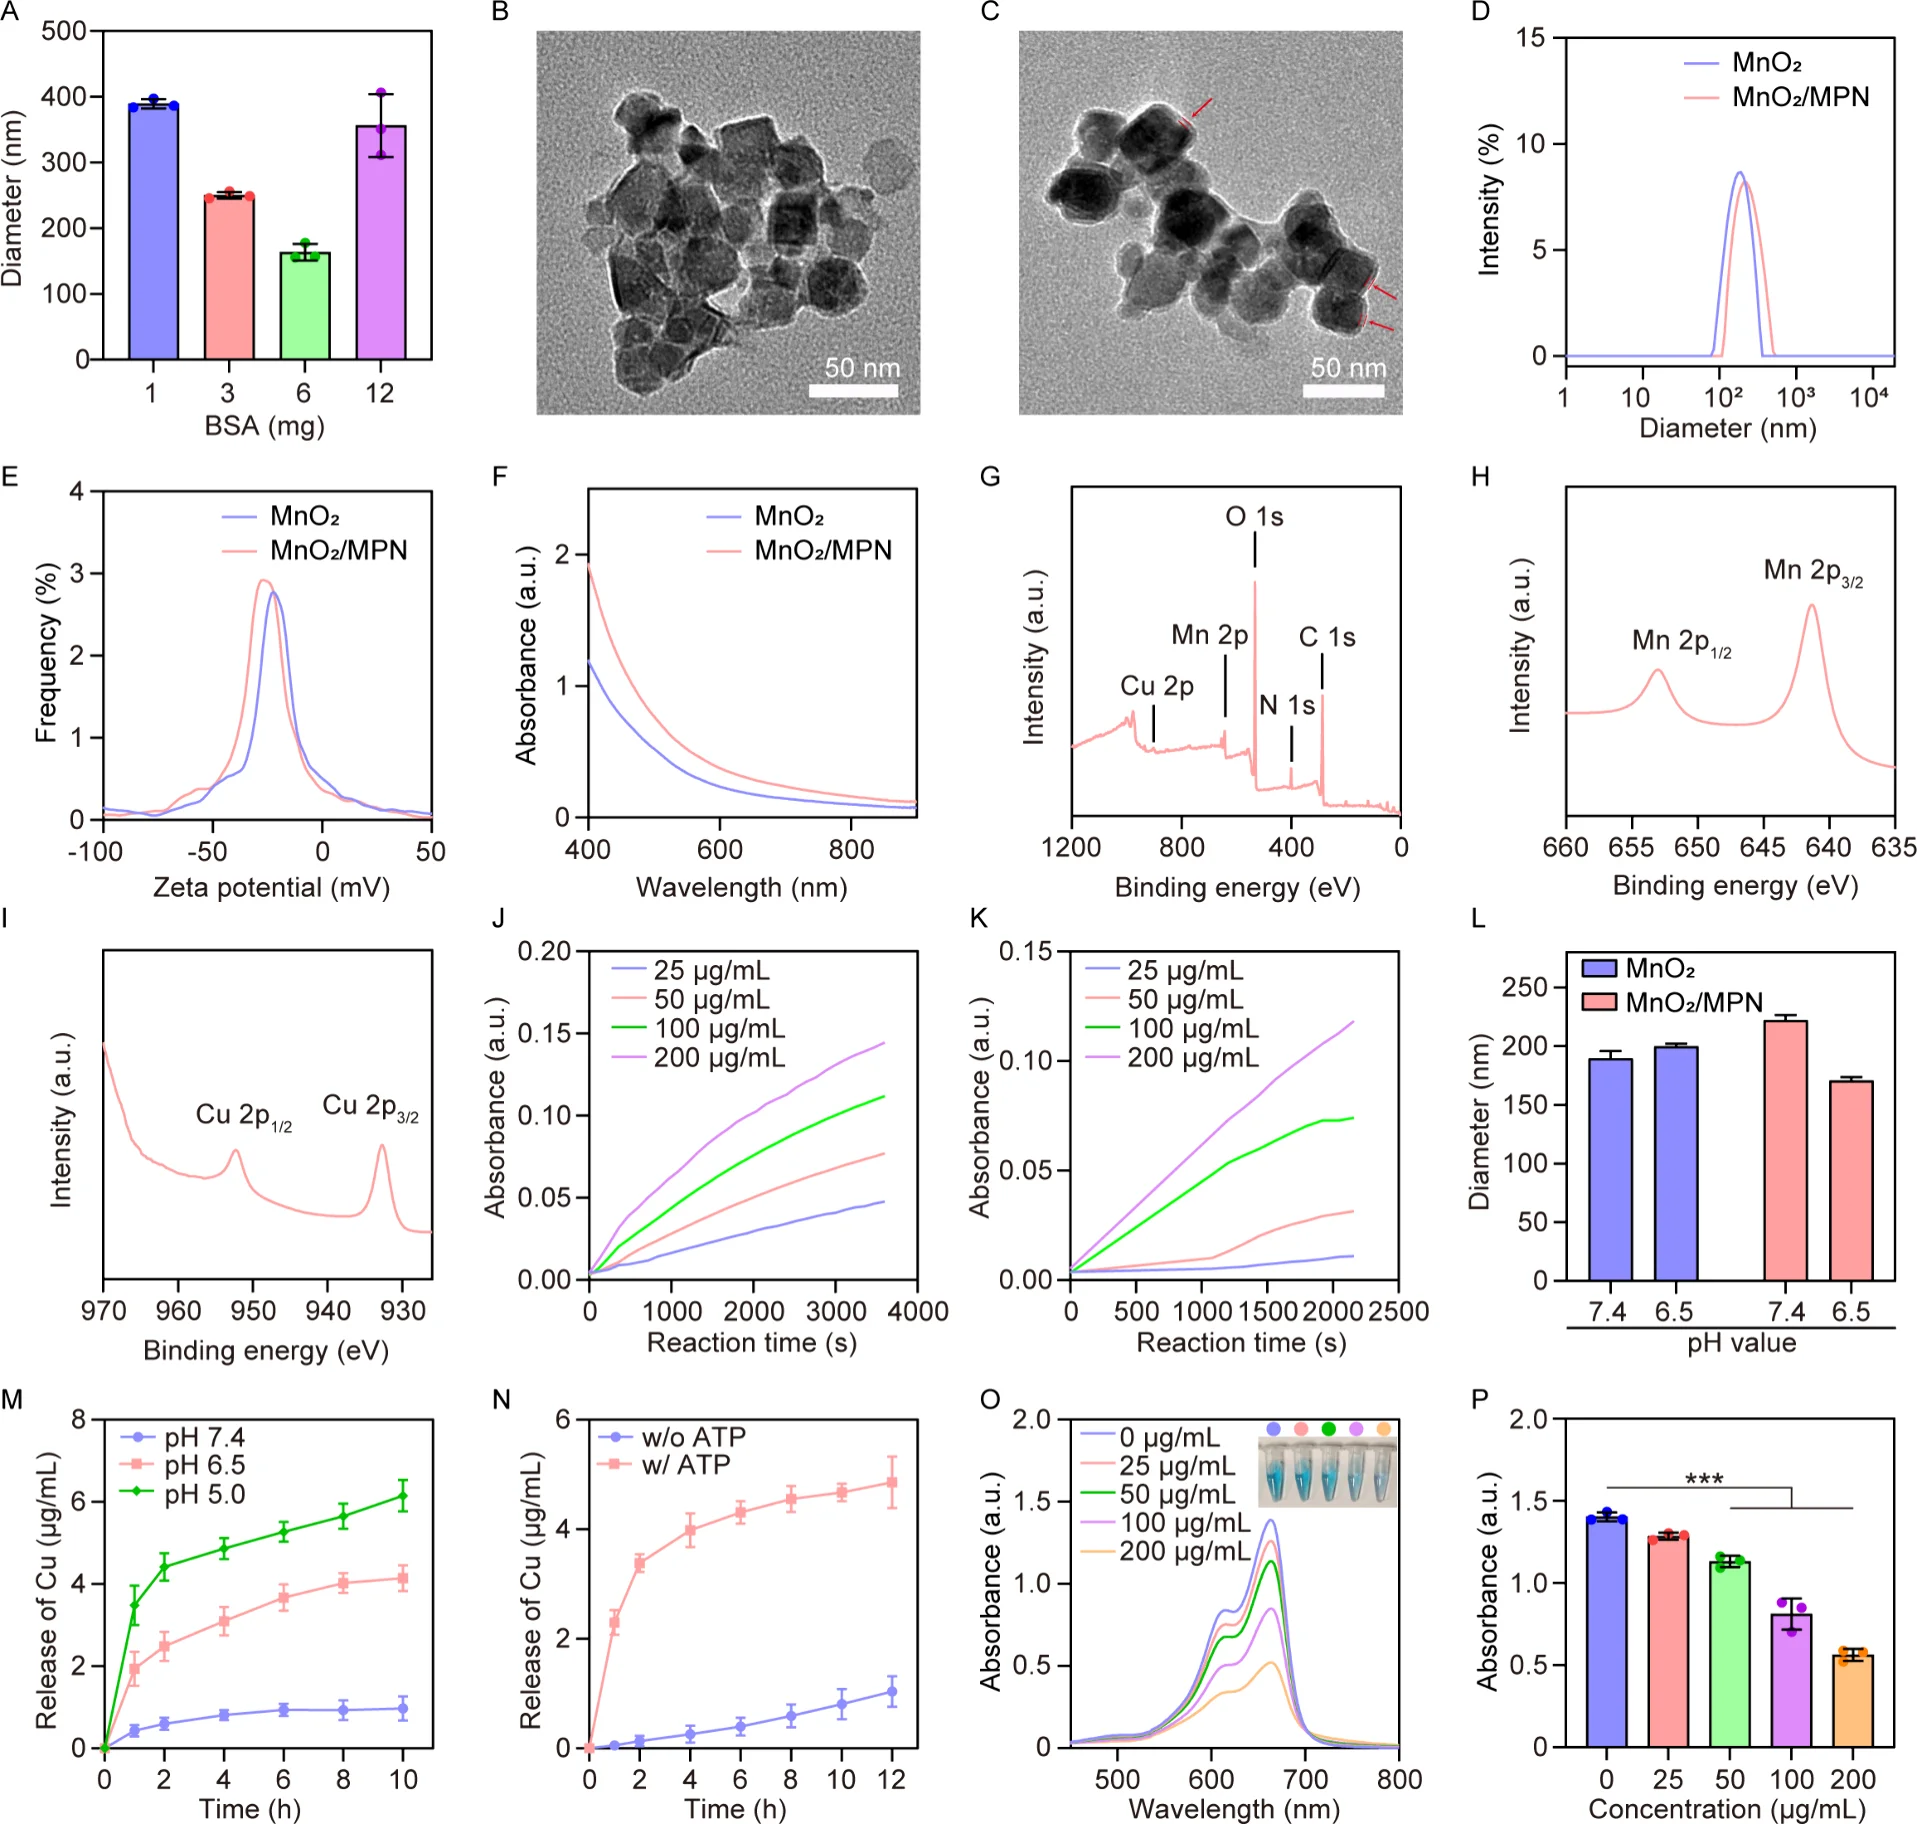 A
500
400
300
200
100
0
Diameter (nm)
1 3 6 12
BSA (mg)
B
50 nm
C
50 nm
D
15
10
5
0
Intensity (%)
MnO₂
MnO₂/MPN
1 10 10² 10³ 10⁴
Diameter (nm)
E
4
3
2
1
0
Frequency (%)
MnO₂
MnO₂/MPN
-100 -50 0 50
Zeta potential (mV)
F
2
1
0
Absorbance (a.u.)
MnO₂
MnO₂/MPN
400 600 800
Wavelength (nm)
G
Intensity (a.u.)
O 1s
Mn 2p
C 1s
Cu 2p
N 1s
1200 800 400 0
Binding energy (eV)
H
Intensity (a.u.)
Mn 2p3/2
Mn 2p1/2
660 655 650 645 640 635
Binding energy (eV)
I
Intensity (a.u.)
Cu 2p1/2
Cu 2p3/2
970 960 950 940 930
Binding energy (eV)
J
0.20
0.15
0.10
0.05
0.00
Absorbance (a.u.)
25 µg/mL
50 µg/mL
100 µg/mL
200 µg/mL
0 1000 2000 3000 4000
Reaction time (s)
K
0.15
0.10
0.05
0.00
Absorbance (a.u.)
25 µg/mL
50 µg/mL
100 µg/mL
200 µg/mL
0 500 1000 1500 2000 2500
Reaction time (s)
L
250
200
150
100
50
0
Diameter (nm)
MnO₂
MnO₂/MPN
7.4 6.5 7.4 6.5
pH value
M
8
6
4
2
0
Release of Cu (µg/mL)
pH 7.4
pH 6.5
pH 5.0
0 2 4 6 8 10
Time (h)
N
6
4
2
0
Release of Cu (µg/mL)
w/o ATP
w/ ATP
0 2 4 6 8 10 12
Time (h)
O
2.0
1.5
1.0
0.5
0
Absorbance (a.u.)
0 µg/mL
25 µg/mL
50 µg/mL
100 µg/mL
200 µg/mL
500 600 700 800
Wavelength (nm)
P
2.0
1.5
1.0
0.5
0
Absorbance (a.u.)
***
0 25 50 100 200
Concentration (µg/mL)